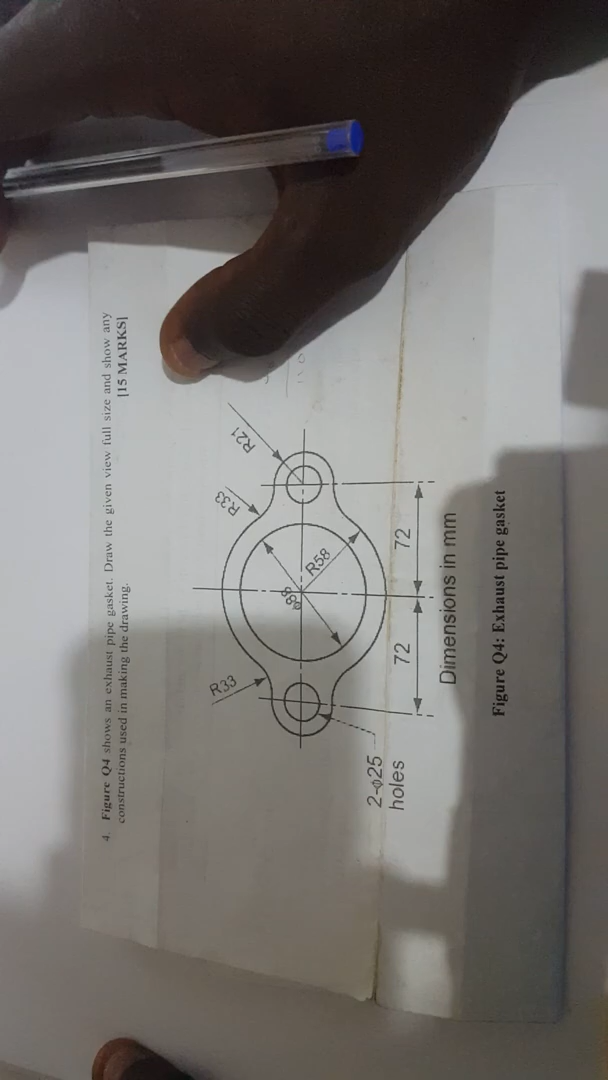 4. Figure Q4 shows an exhaust pipe gasket. Draw the given view full size and show any
constructions used in making the drawing. [15 MARKS]
R33
R33
R21
R58
72
72
2-ϕ25
holes
Dimensions in mm
Figure Q4: Exhaust pipe gasket